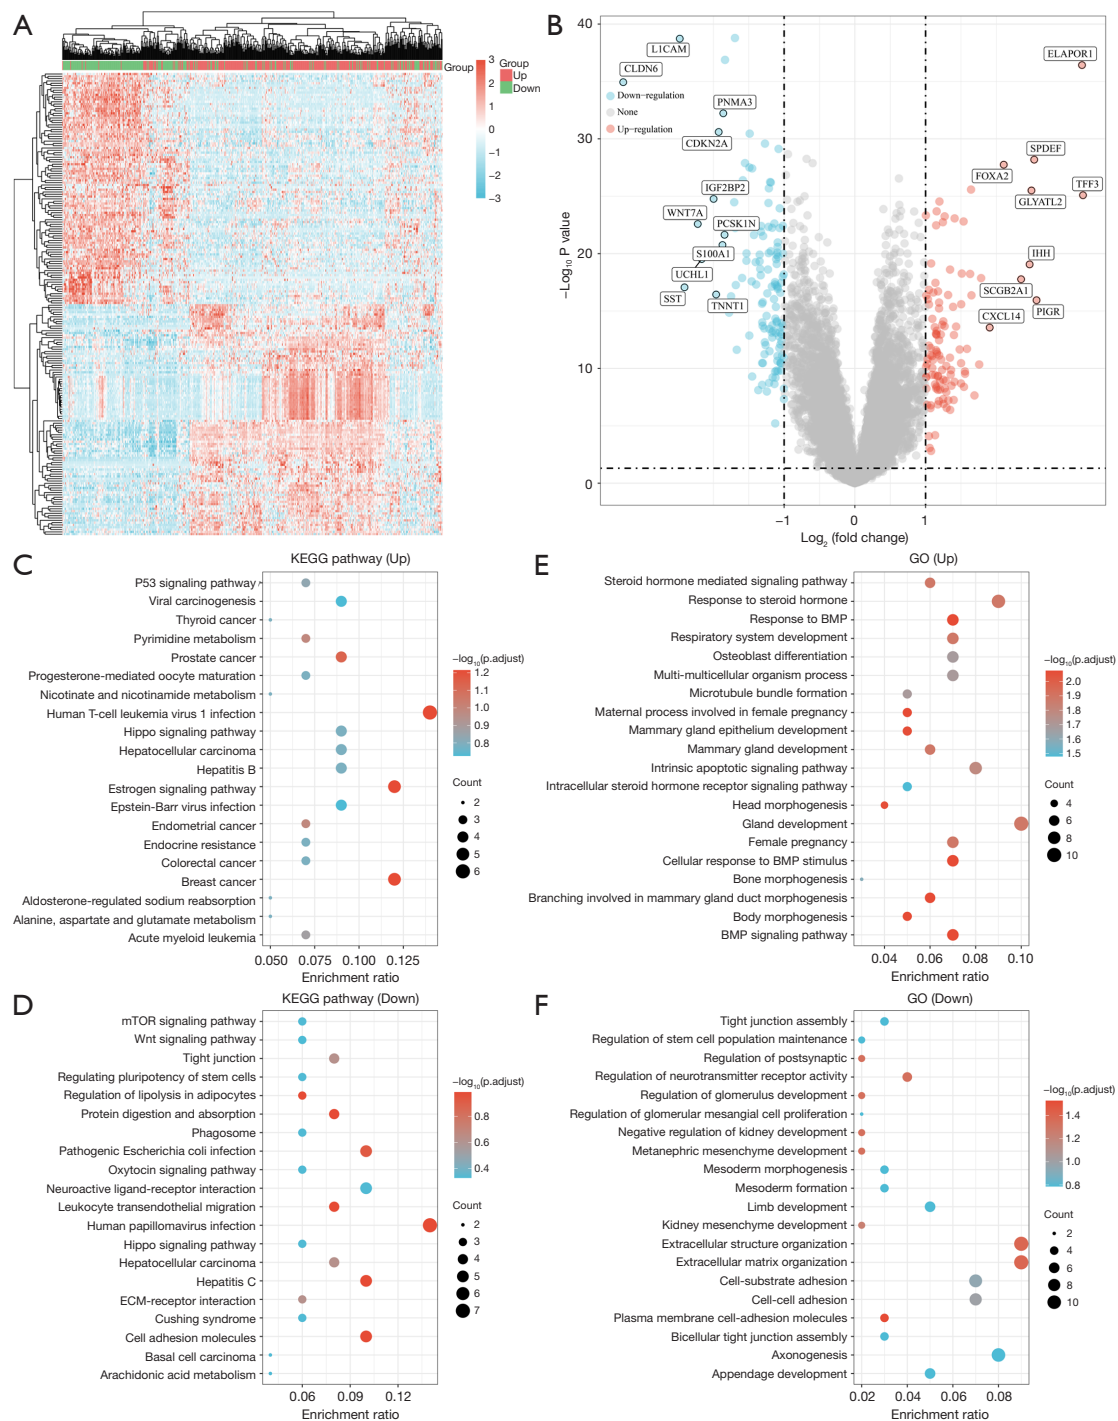 A
Group
3
2
1
0
−1
−2
−3
Group
Up
Down
B
40
30
20
10
0
−Log10 P value
−1
0
1
Log2 (fold change)
Down−regulation
None
Up−regulation
L1CAM
CLDN6
PNMA3
CDKN2A
IGF2BP2
WNT7A
PCSK1N
S100A1
UCHL1
SST
TNNT1
ELAPOR1
SPDEF
FOXA2
TFF3
GLYATL2
IHH
SCGB2A1
PIGR
CXCL14
C
KEGG pathway (Up)
P53 signaling pathway
Viral carcinogenesis
Thyroid cancer
Pyrimidine metabolism
Prostate cancer
Progesterone-mediated oocyte maturation
Nicotinate and nicotinamide metabolism
Human T-cell leukemia virus 1 infection
Hippo signaling pathway
Hepatocellular carcinoma
Hepatitis B
Estrogen signaling pathway
Epstein-Barr virus infection
Endometrial cancer
Endocrine resistance
Colorectal cancer
Breast cancer
Aldosterone-regulated sodium reabsorption
Alanine, aspartate and glutamate metabolism
Acute myeloid leukemia
0.050 0.075 0.100 0.125
Enrichment ratio
−log10(p.adjust)
1.2
1.1
1.0
0.9
0.8
Count
2
3
4
5
6
E
GO (Up)
Steroid hormone mediated signaling pathway
Response to steroid hormone
Response to BMP
Respiratory system development
Osteoblast differentiation
Multi-multicellular organism process
Microtubule bundle formation
Maternal process involved in female pregnancy
Mammary gland epithelium development
Mammary gland development
Intrinsic apoptotic signaling pathway
Intracellular steroid hormone receptor signaling pathway
Head morphogenesis
Gland development
Female pregnancy
Cellular response to BMP stimulus
Bone morphogenesis
Branching involved in mammary gland duct morphogenesis
Body morphogenesis
BMP signaling pathway
0.04 0.06 0.08 0.10
Enrichment ratio
−log10(p.adjust)
2.0
1.9
1.8
1.7
1.6
1.5
Count
4
6
8
10
D
KEGG pathway (Down)
mTOR signaling pathway
Wnt signaling pathway
Tight junction
Regulating pluripotency of stem cells
Regulation of lipolysis in adipocytes
Protein digestion and absorption
Phagosome
Pathogenic Escherichia coli infection
Oxytocin signaling pathway
Neuroactive ligand-receptor interaction
Leukocyte transendothelial migration
Human papillomavirus infection
Hippo signaling pathway
Hepatocellular carcinoma
Hepatitis C
ECM-receptor interaction
Cushing syndrome
Cell adhesion molecules
Basal cell carcinoma
Arachidonic acid metabolism
0.06 0.09 0.12
Enrichment ratio
−log10(p.adjust)
0.8
0.6
0.4
Count
2
3
4
5
6
7
F
GO (Down)
Tight junction assembly
Regulation of stem cell population maintenance
Regulation of postsynaptic
Regulation of neurotransmitter receptor activity
Regulation of glomerulus development
Regulation of glomerular mesangial cell proliferation
Negative regulation of kidney development
Metanephric mesenchyme development
Mesoderm morphogenesis
Mesoderm formation
Limb development
Kidney mesenchyme development
Extracellular structure organization
Extracellular matrix organization
Cell-substrate adhesion
Cell-cell adhesion
Plasma membrane cell-adhesion molecules
Bicellular tight junction assembly
Axonogenesis
Appendage development
0.02 0.04 0.06 0.08
Enrichment ratio
−log10(p.adjust)
1.4
1.2
1.0
0.8
Count
2
4
6
8
10